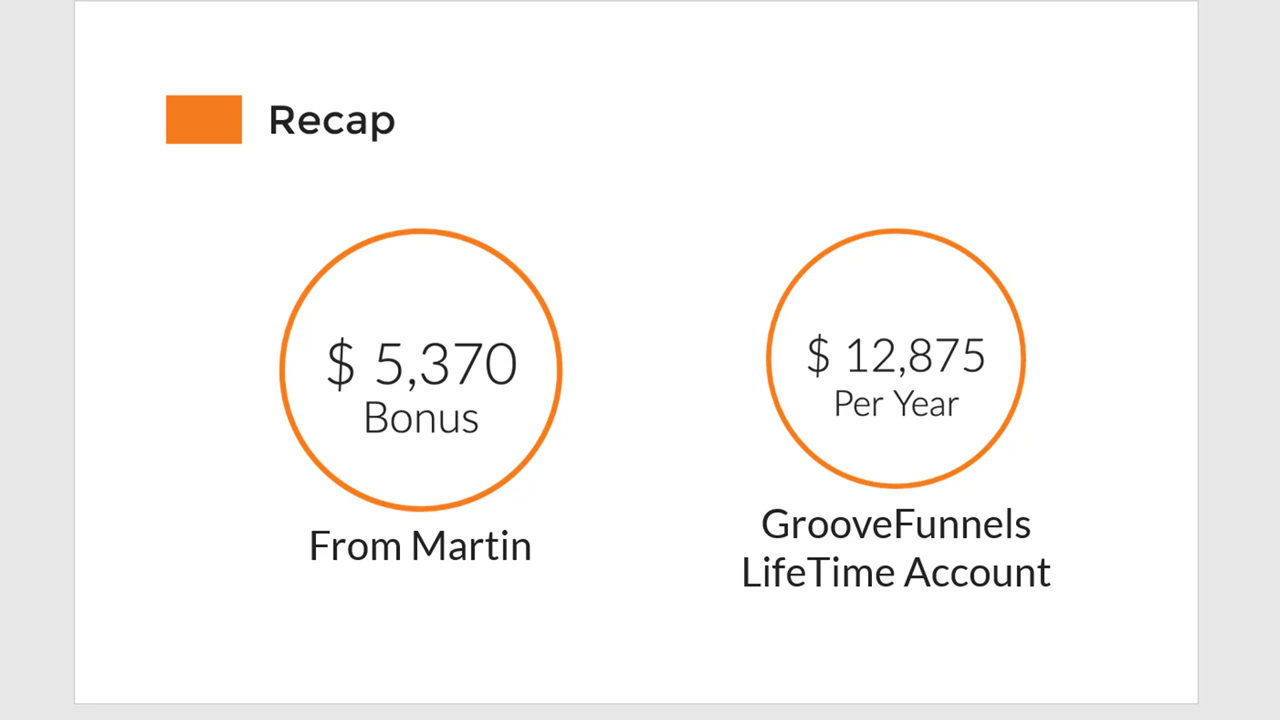 Recap
$ 5,370
Bonus
From Martin
$ 12,875
Per Year
GrooveFunnels
LifeTime Account